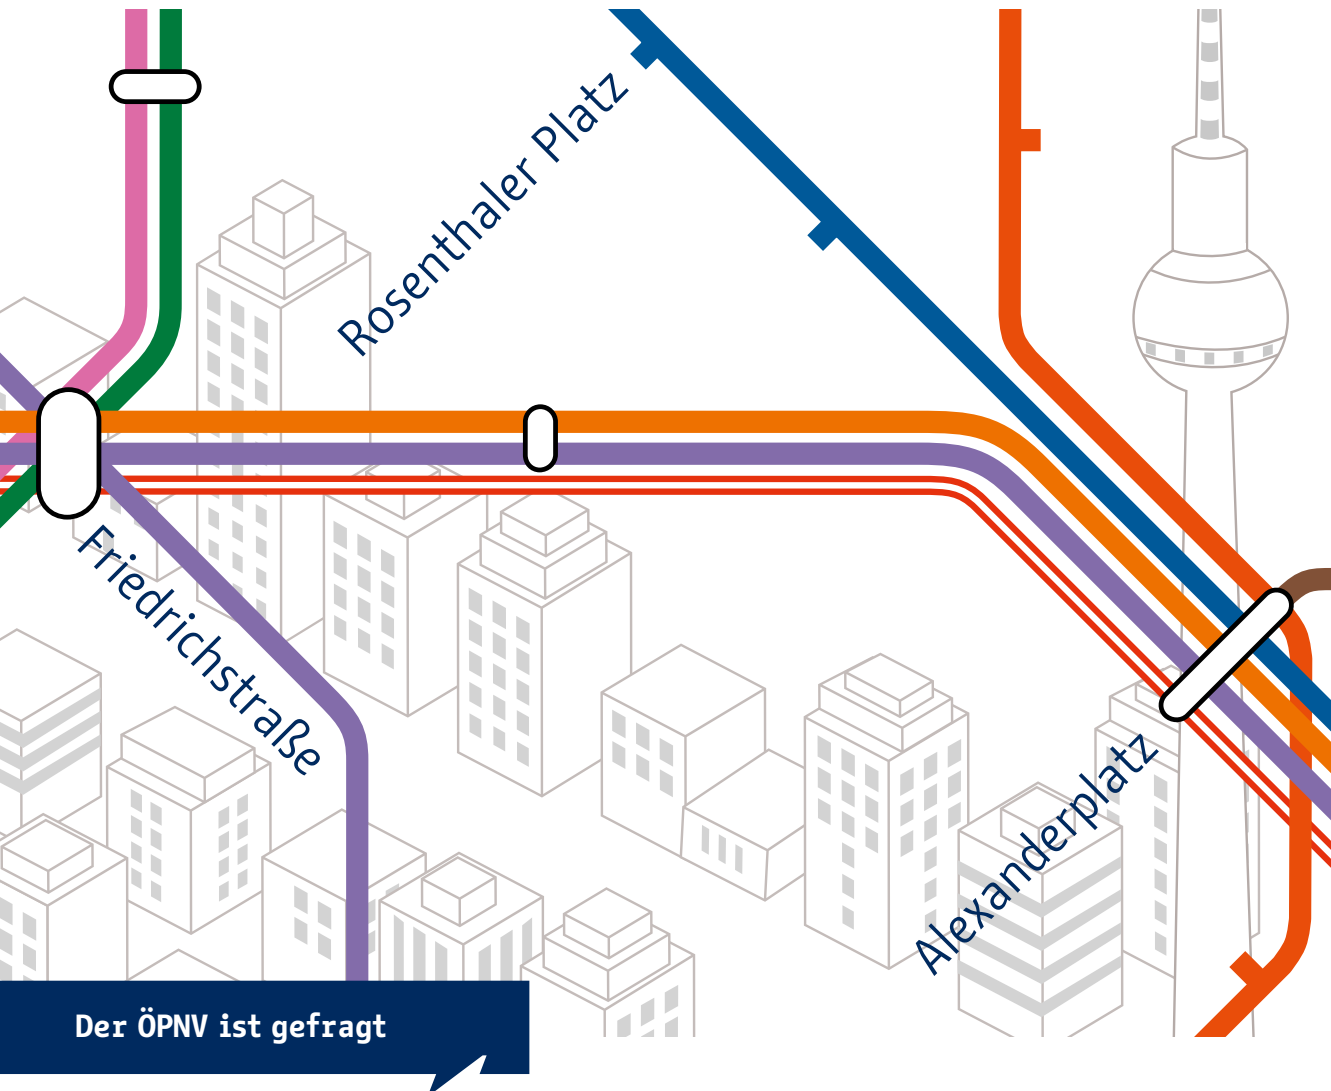 Rosenthaler Platz
Friedrichstraße
Alexanderplatz
Der ÖPNV ist gefragt